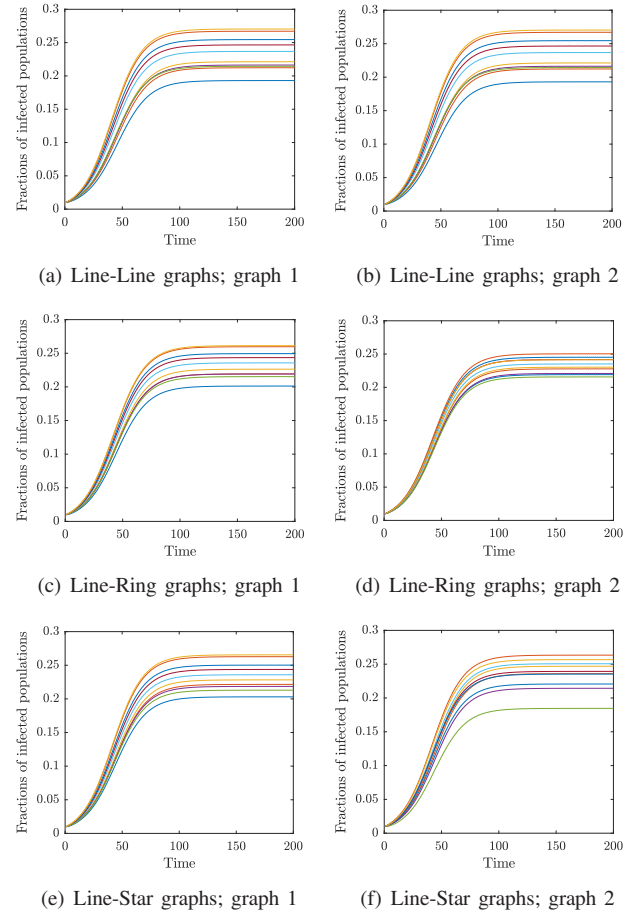 Fractions of infected populations
0.3
0.25
0.2
0.15
0.1
0.05
0
0 50 100 150 200
Time
(a) Line-Line graphs; graph 1
Fractions of infected populations
0.3
0.25
0.2
0.15
0.1
0.05
0
0 50 100 150 200
Time
(b) Line-Line graphs; graph 2
Fractions of infected populations
0.3
0.25
0.2
0.15
0.1
0.05
0
0 50 100 150 200
Time
(c) Line-Ring graphs; graph 1
Fractions of infected populations
0.3
0.25
0.2
0.15
0.1
0.05
0
0 50 100 150 200
Time
(d) Line-Ring graphs; graph 2
Fractions of infected populations
0.3
0.25
0.2
0.15
0.1
0.05
0
0 50 100 150 200
Time
(e) Line-Star graphs; graph 1
Fractions of infected populations
0.3
0.25
0.2
0.15
0.1
0.05
0
0 50 100 150 200
Time
(f) Line-Star graphs; graph 2